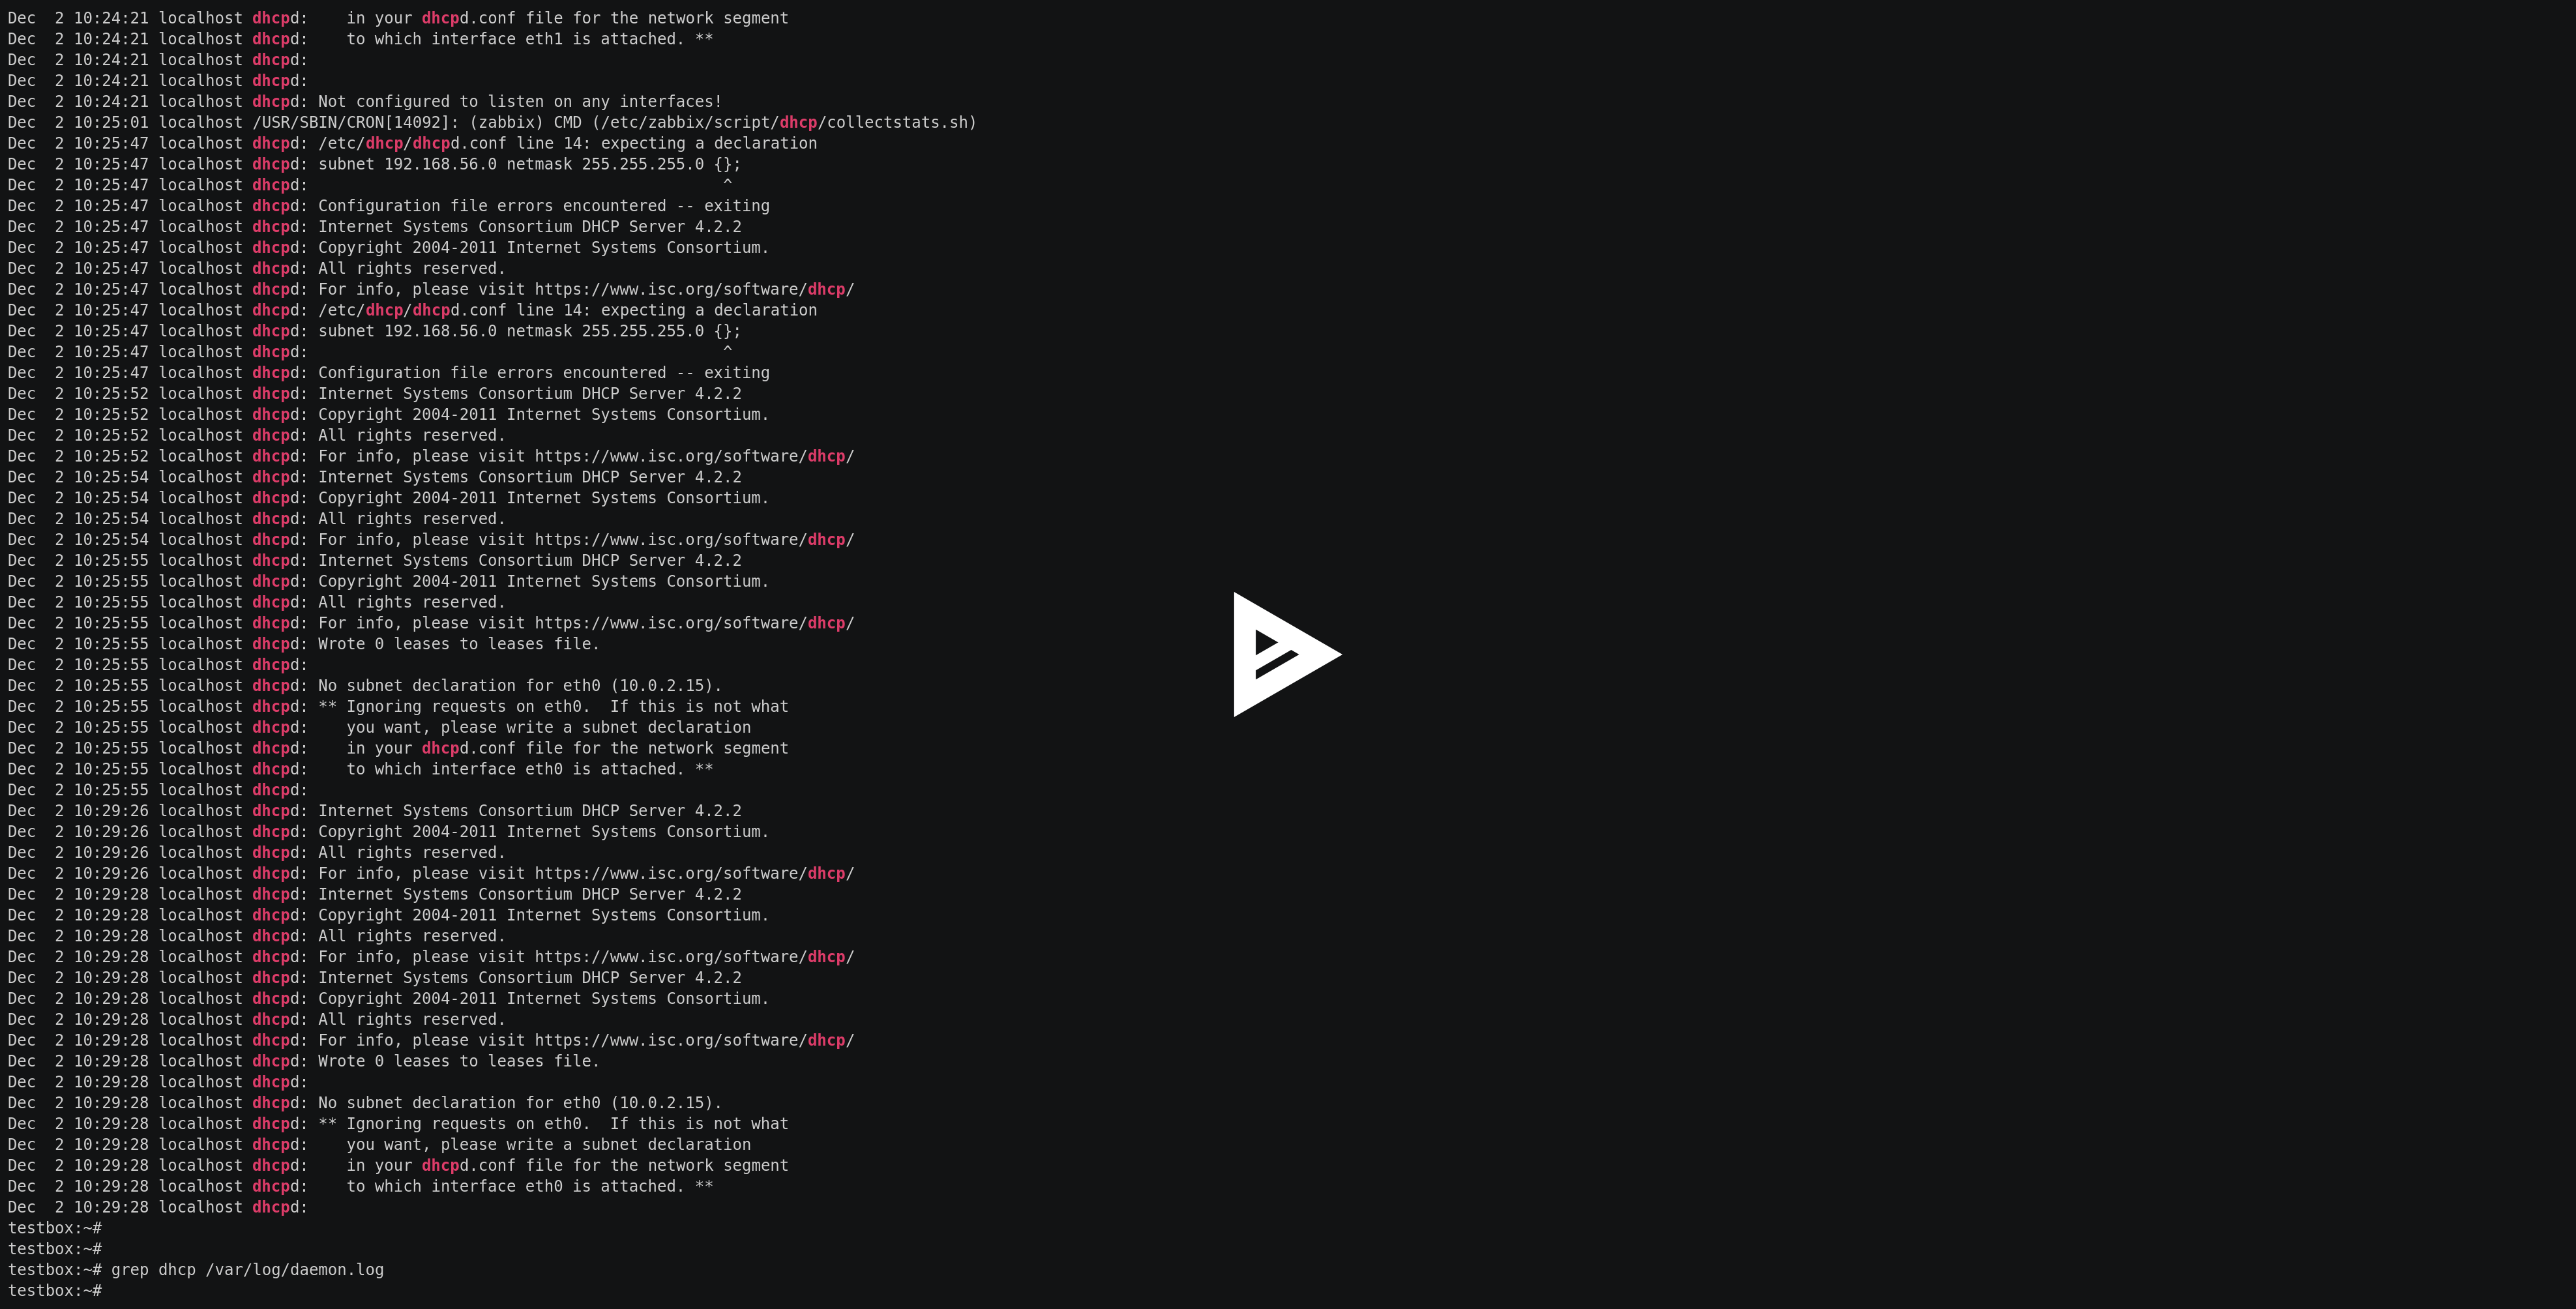 Dec  2 10:24:21 localhost dhcpd:    in your dhcpd.conf file for the network segment
Dec  2 10:24:21 localhost dhcpd:    to which interface eth1 is attached. **
Dec  2 10:24:21 localhost dhcpd:
Dec  2 10:24:21 localhost dhcpd:
Dec  2 10:24:21 localhost dhcpd: Not configured to listen on any interfaces!
Dec  2 10:25:01 localhost /USR/SBIN/CRON[14092]: (zabbix) CMD (/etc/zabbix/script/dhcp/collectstats.sh)
Dec  2 10:25:47 localhost dhcpd: /etc/dhcp/dhcpd.conf line 14: expecting a declaration
Dec  2 10:25:47 localhost dhcpd: subnet 192.168.56.0 netmask 255.255.255.0 {};
Dec  2 10:25:47 localhost dhcpd:                                            ^
Dec  2 10:25:47 localhost dhcpd: Configuration file errors encountered -- exiting
Dec  2 10:25:47 localhost dhcpd: Internet Systems Consortium DHCP Server 4.2.2
Dec  2 10:25:47 localhost dhcpd: Copyright 2004-2011 Internet Systems Consortium.
Dec  2 10:25:47 localhost dhcpd: All rights reserved.
Dec  2 10:25:47 localhost dhcpd: For info, please visit https://www.isc.org/software/dhcp/
Dec  2 10:25:47 localhost dhcpd: /etc/dhcp/dhcpd.conf line 14: expecting a declaration
Dec  2 10:25:47 localhost dhcpd: subnet 192.168.56.0 netmask 255.255.255.0 {};
Dec  2 10:25:47 localhost dhcpd:                                            ^
Dec  2 10:25:47 localhost dhcpd: Configuration file errors encountered -- exiting
Dec  2 10:25:52 localhost dhcpd: Internet Systems Consortium DHCP Server 4.2.2
Dec  2 10:25:52 localhost dhcpd: Copyright 2004-2011 Internet Systems Consortium.
Dec  2 10:25:52 localhost dhcpd: All rights reserved.
Dec  2 10:25:52 localhost dhcpd: For info, please visit https://www.isc.org/software/dhcp/
Dec  2 10:25:54 localhost dhcpd: Internet Systems Consortium DHCP Server 4.2.2
Dec  2 10:25:54 localhost dhcpd: Copyright 2004-2011 Internet Systems Consortium.
Dec  2 10:25:54 localhost dhcpd: All rights reserved.
Dec  2 10:25:54 localhost dhcpd: For info, please visit https://www.isc.org/software/dhcp/
Dec  2 10:25:55 localhost dhcpd: Internet Systems Consortium DHCP Server 4.2.2
Dec  2 10:25:55 localhost dhcpd: Copyright 2004-2011 Internet Systems Consortium.
Dec  2 10:25:55 localhost dhcpd: All rights reserved.
Dec  2 10:25:55 localhost dhcpd: For info, please visit https://www.isc.org/software/dhcp/
Dec  2 10:25:55 localhost dhcpd: Wrote 0 leases to leases file.
Dec  2 10:25:55 localhost dhcpd:
Dec  2 10:25:55 localhost dhcpd: No subnet declaration for eth0 (10.0.2.15).
Dec  2 10:25:55 localhost dhcpd: ** Ignoring requests on eth0.  If this is not what
Dec  2 10:25:55 localhost dhcpd:    you want, please write a subnet declaration
Dec  2 10:25:55 localhost dhcpd:    in your dhcpd.conf file for the network segment
Dec  2 10:25:55 localhost dhcpd:    to which interface eth0 is attached. **
Dec  2 10:25:55 localhost dhcpd:
Dec  2 10:29:26 localhost dhcpd: Internet Systems Consortium DHCP Server 4.2.2
Dec  2 10:29:26 localhost dhcpd: Copyright 2004-2011 Internet Systems Consortium.
Dec  2 10:29:26 localhost dhcpd: All rights reserved.
Dec  2 10:29:26 localhost dhcpd: For info, please visit https://www.isc.org/software/dhcp/
Dec  2 10:29:28 localhost dhcpd: Internet Systems Consortium DHCP Server 4.2.2
Dec  2 10:29:28 localhost dhcpd: Copyright 2004-2011 Internet Systems Consortium.
Dec  2 10:29:28 localhost dhcpd: All rights reserved.
Dec  2 10:29:28 localhost dhcpd: For info, please visit https://www.isc.org/software/dhcp/
Dec  2 10:29:28 localhost dhcpd: Internet Systems Consortium DHCP Server 4.2.2
Dec  2 10:29:28 localhost dhcpd: Copyright 2004-2011 Internet Systems Consortium.
Dec  2 10:29:28 localhost dhcpd: All rights reserved.
Dec  2 10:29:28 localhost dhcpd: For info, please visit https://www.isc.org/software/dhcp/
Dec  2 10:29:28 localhost dhcpd: Wrote 0 leases to leases file.
Dec  2 10:29:28 localhost dhcpd:
Dec  2 10:29:28 localhost dhcpd: No subnet declaration for eth0 (10.0.2.15).
Dec  2 10:29:28 localhost dhcpd: ** Ignoring requests on eth0.  If this is not what
Dec  2 10:29:28 localhost dhcpd:    you want, please write a subnet declaration
Dec  2 10:29:28 localhost dhcpd:    in your dhcpd.conf file for the network segment
Dec  2 10:29:28 localhost dhcpd:    to which interface eth0 is attached. **
Dec  2 10:29:28 localhost dhcpd:
testbox:~#
testbox:~#
testbox:~# grep dhcp /var/log/daemon.log
testbox:~#